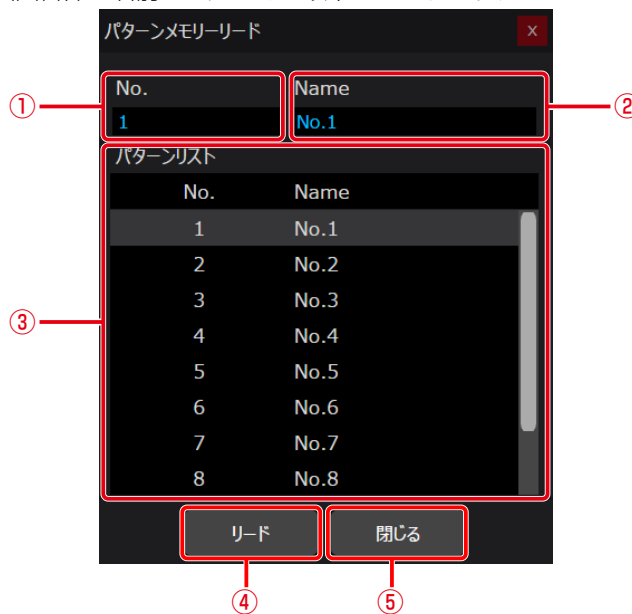 パターンメモリーリード x
No. Name
① ②
1 No.1
パターンリスト
No. Name
1 No.1
2 No.2
3 No.3
③
4 No.4
5 No.5
6 No.6
7 No.7
8 No.8
リード 閉じる
④ ⑤